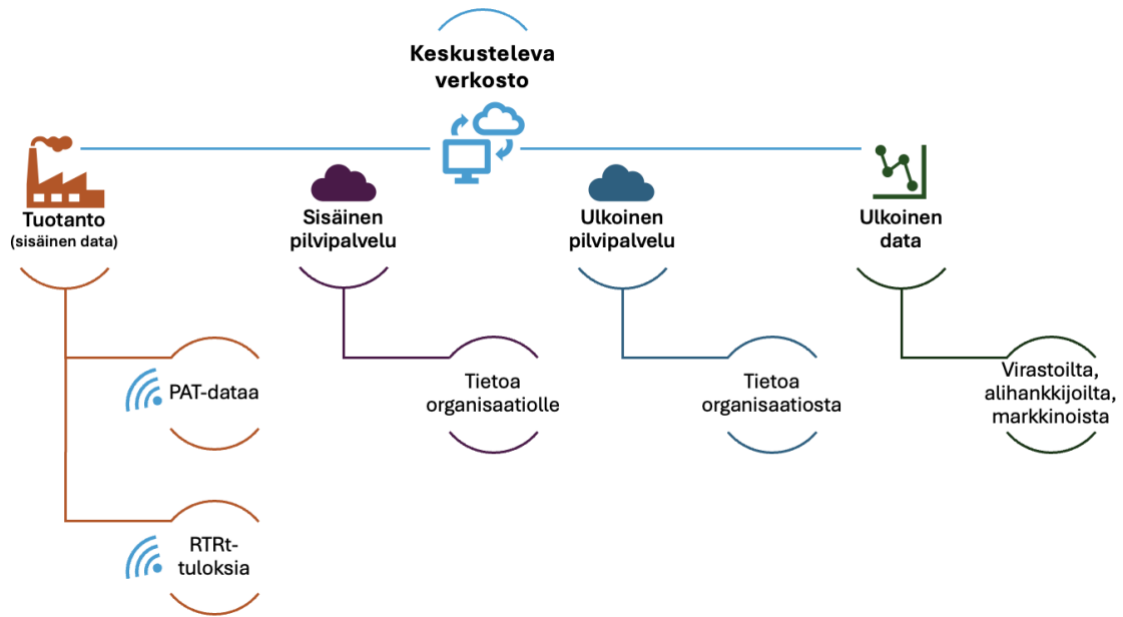 Keskusteleva
verkosto
Tuotanto
(sisäinen data)
Sisäinen
pilvipalvelu
Ulkoinen
pilvipalvelu
Ulkoinen
data
PAT-dataa
RTRt-
tuloksia
Tietoa
organisaatiolle
Tietoa
organisaatiosta
Virastoilta,
alihankkijoilta,
markkinoista